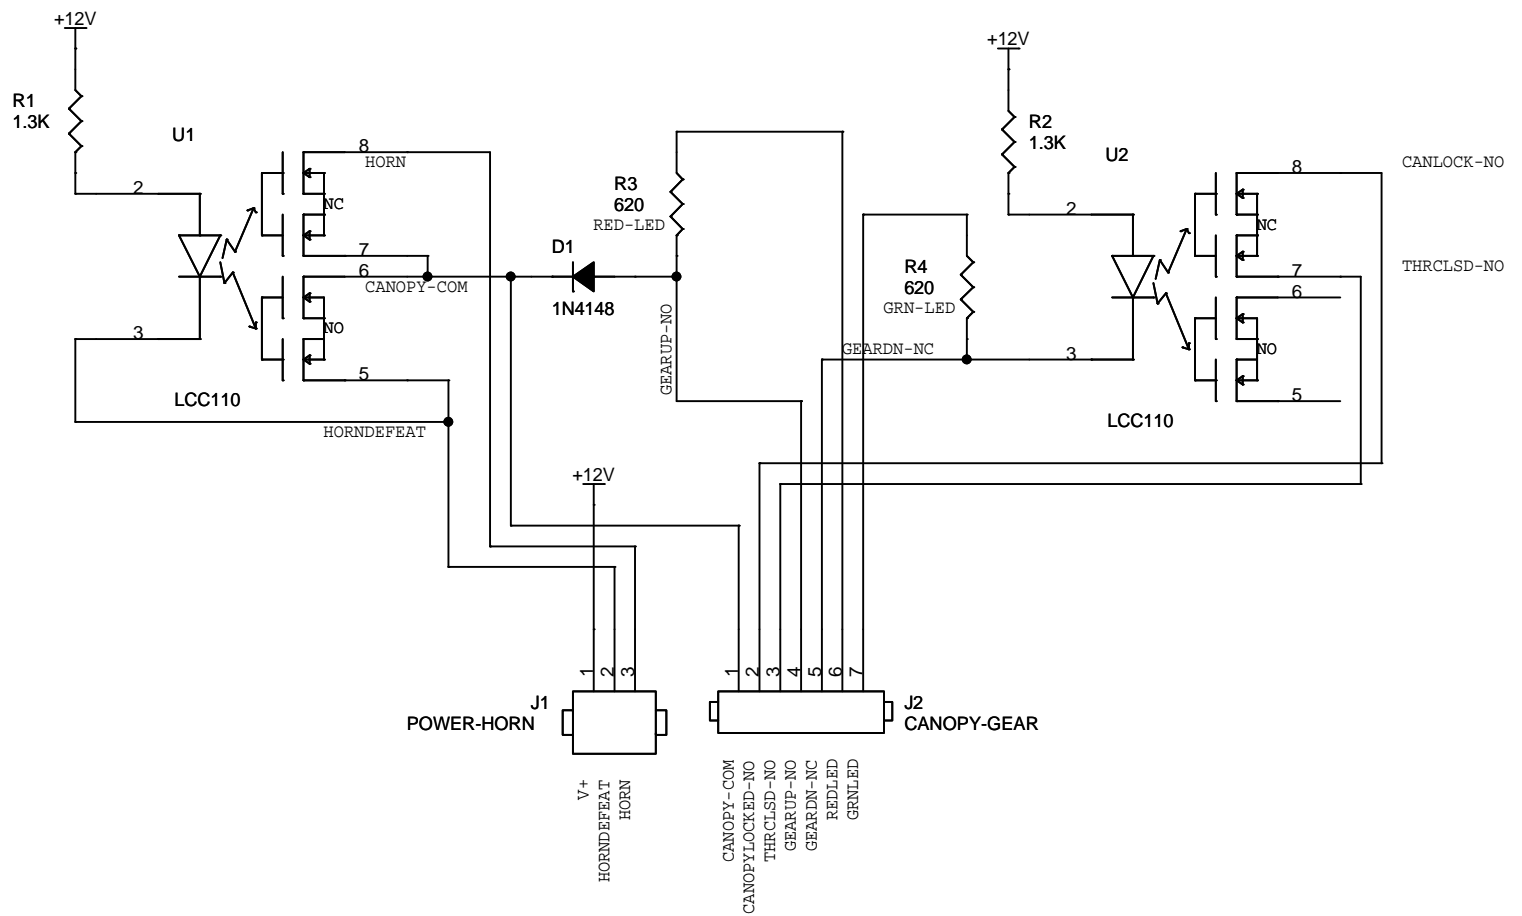 +12V
R1
1.3K
U1
2
3
8
HORN
NC
7
6
CANOPY-COM
NO
5
LCC110
HORNDEFEAT
D1
1N4148
R3
620
RED-LED
GEARUP-NO
R4
620
GRN-LED
GEARDN-NC
+12V
R2
1.3K
U2
2
3
8
NC
7
6
NO
5
LCC110
CANLOCK-NO
THRCLSD-NO
+12V
1
2
3
J1
POWER-HORN
V+
HORNDEFEAT
HORN
1
2
3
4
5
6
7
J2
CANOPY-GEAR
CANOPY-COM
CANOPYLOCKED-NO
THRCLSD-NO
GEARUP-NO
GEARDN-NC
REDLED
GRNLED